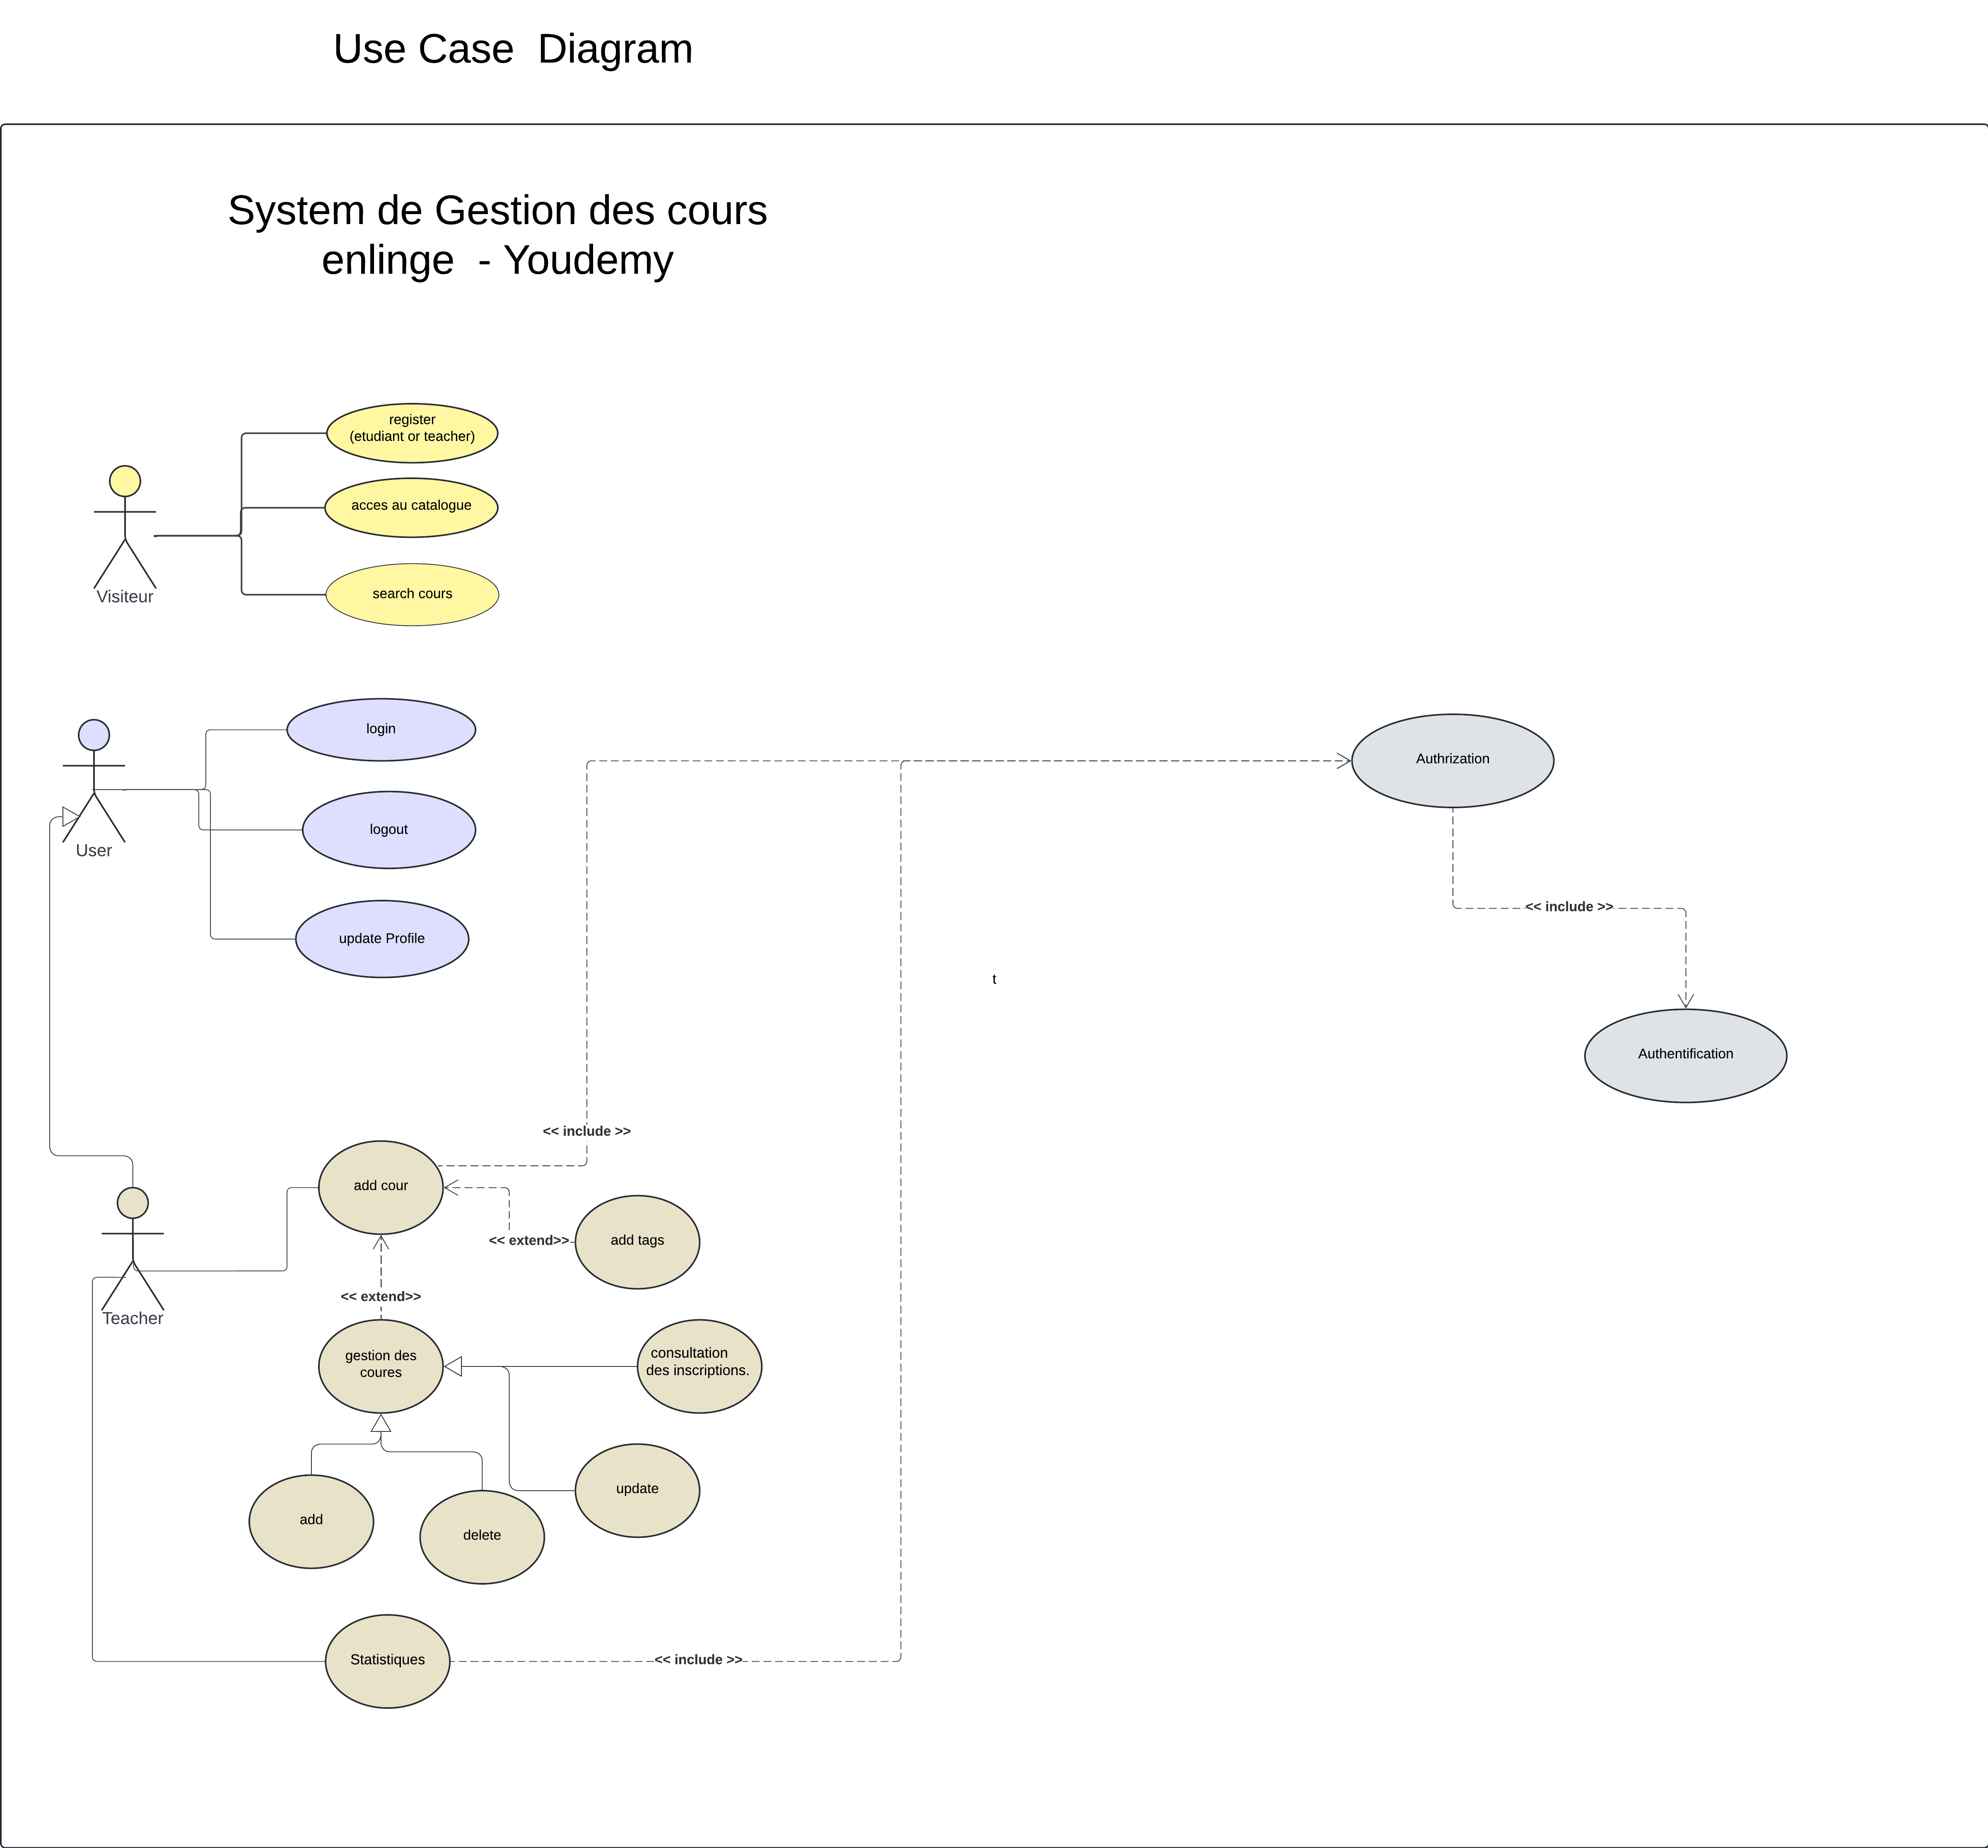 Use Case  Diagram
System de Gestion des cours
enlinge  - Youdemy
register
(etudiant or teacher)
acces au catalogue
search cours
Visiteur
login
logout
update Profile
User
Authrization
<< include >>
t
Authentification
<< include >>
add cour
<< extend>>
add tags
<< extend>>
Teacher
gestion des
coures
consultation
des inscriptions.
update
add
delete
Statistiques
<< include >>